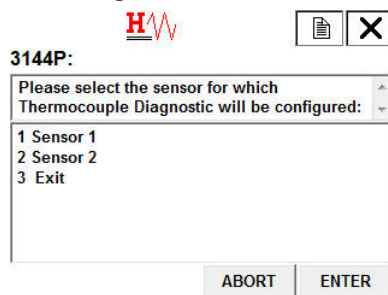 H
3144P:
Please select the sensor for which
Thermocouple Diagnostic will be configured:
1 Sensor 1
2 Sensor 2
3 Exit
ABORT ENTER